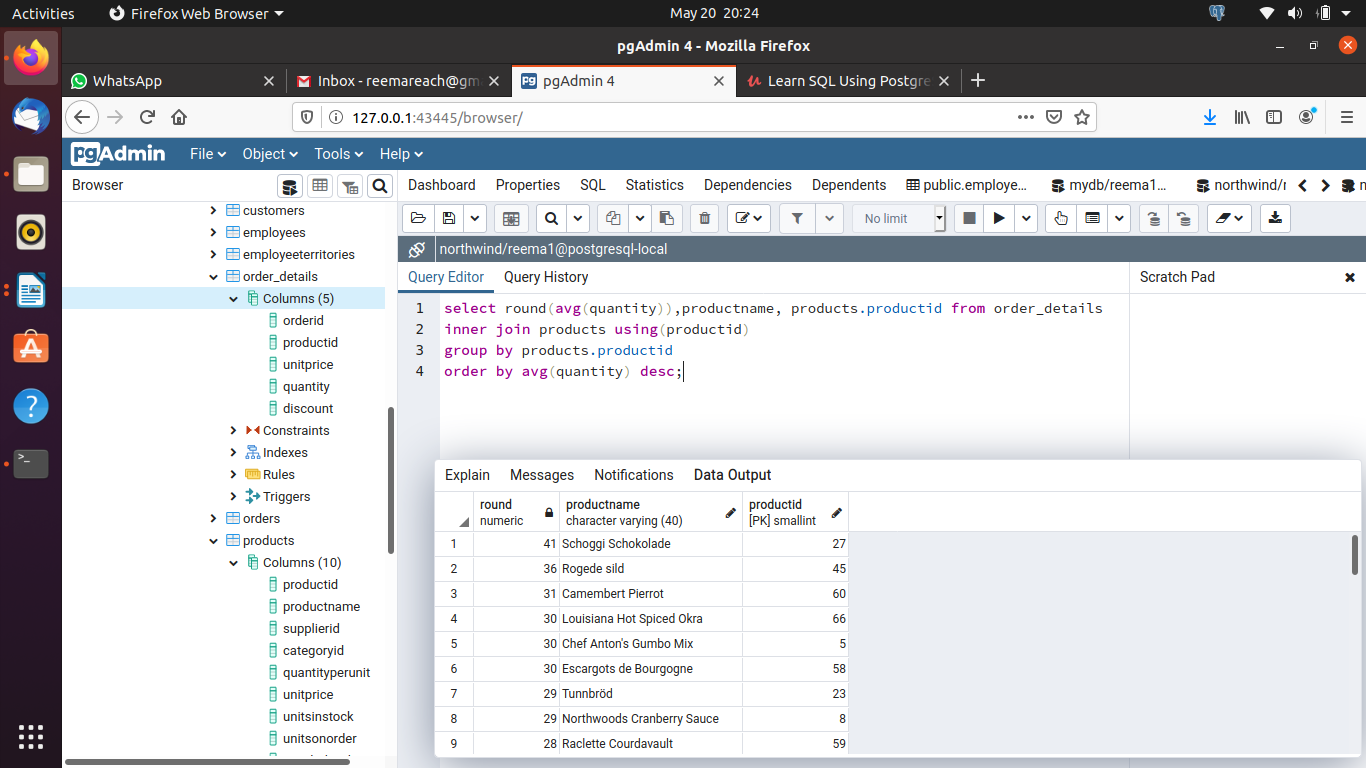 Activities Firefox Web Browser May 20 20:24
pgAdmin 4 - Mozilla Firefox
WhatsApp Inbox - reemareach@gm pgAdmin 4 Learn SQL Using Postgre
127.0.0.1:43445/browser/
pgAdmin File Object Tools Help
Browser
customers
employees
employeeterritories
order_details
Columns (5)
orderid
productid
unitprice
quantity
discount
Constraints
Indexes
Rules
Triggers
orders
products
Columns (10)
productid
productname
supplierid
categoryid
quantityperunit
unitprice
unitsinstock
unitsonorder
Dashboard Properties SQL Statistics Dependencies Dependents public.employe... mydb/reema1... northwind/r
No limit
northwind/reema1@postgresql-local
Query Editor Query History Scratch Pad
1 select round(avg(quantity)),productname, products.productid from order_details
2 inner join products using(productid)
3 group by products.productid
4 order by avg(quantity) desc;
Explain Messages Notifications Data Output
round productname productid
numeric character varying (40) [PK] smallint
1 41 Schoggi Schokolade 27
2 36 Rogede sild 45
3 31 Camembert Pierrot 60
4 30 Louisiana Hot Spiced Okra 66
5 30 Chef Anton's Gumbo Mix 5
6 30 Escargots de Bourgogne 58
7 29 Tunnbröd 23
8 29 Northwoods Cranberry Sauce 8
9 28 Raclette Courdavault 59